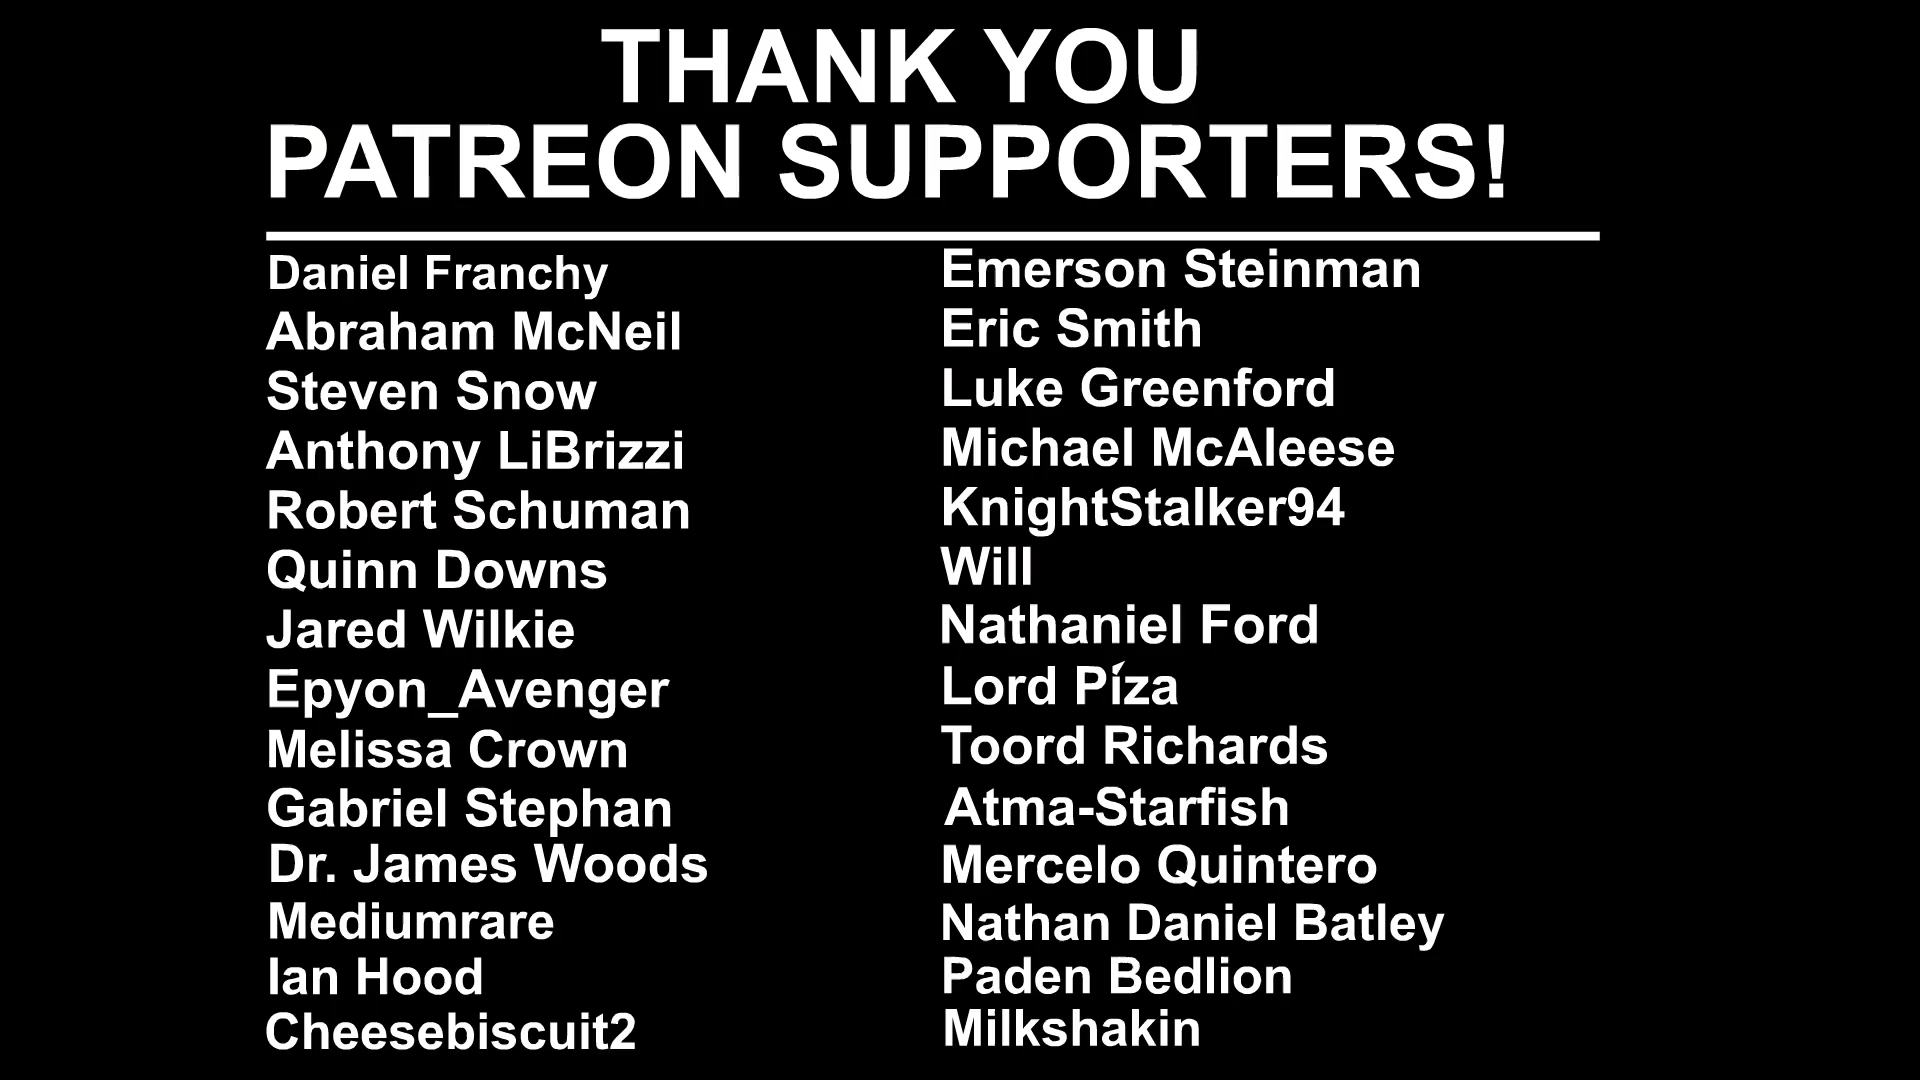 THANK YOU
PATREON SUPPORTERS!
Daniel Franchy
Abraham McNeil
Steven Snow
Anthony LiBrizzi
Robert Schuman
Quinn Downs
Jared Wilkie
Epyon_Avenger
Melissa Crown
Gabriel Stephan
Dr. James Woods
Mediumrare
Ian Hood
Cheesebiscuit2
Emerson Steinman
Eric Smith
Luke Greenford
Michael McAleese
KnightStalker94
Will
Nathaniel Ford
Lord Píza
Toord Richards
Atma-Starfish
Mercelo Quintero
Nathan Daniel Batley
Paden Bedlion
Milkshakin